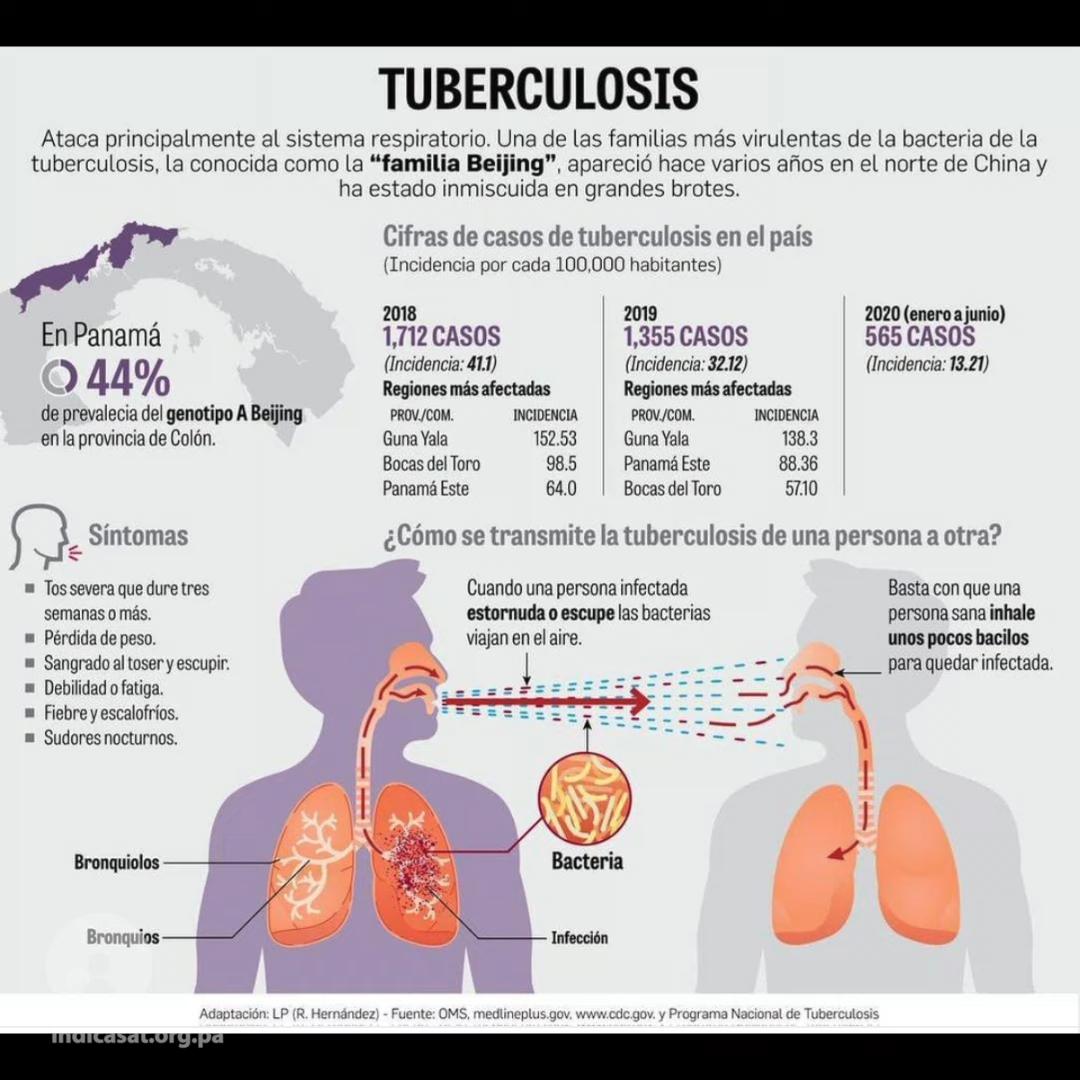 TUBERCULOSIS
Ataca principalmente al sistema respiratorio. Una de las familias más virulentas de la bacteria de la
tuberculosis, la conocida como la “familia Beijing”, apareció hace varios años en el norte de China y
ha estado inmiscuida en grandes brotes.
En Panamá
44%
de prevalecia del genotipo A Beijing
en la provincia de Colón.
Cifras de casos de tuberculosis en el país
(Incidencia por cada 100,000 habitantes)
2018
1,712 CASOS
(Incidencia: 41.1)
Regiones más afectadas
PROV./COM. INCIDENCIA
Guna Yala 152.53
Bocas del Toro 98.5
Panamá Este 64.0
2019
1,355 CASOS
(Incidencia: 32.12)
Regiones más afectadas
PROV./COM. INCIDENCIA
Guna Yala 138.3
Panamá Este 88.36
Bocas del Toro 57.10
2020 (enero a junio)
565 CASOS
(Incidencia: 13.21)
Síntomas
Tos severa que dure tres
semanas o más.
Pérdida de peso.
Sangrado al toser y escupir.
Debilidad o fatiga.
Fiebre y escalofríos.
Sudores nocturnos.
¿Cómo se transmite la tuberculosis de una persona a otra?
Cuando una persona infectada
estornuda o escupe las bacterias
viajan en el aire.
Basta con que una
persona sana inhale
unos pocos bacilos
para quedar infectada.
Bronquiolos
Bronquios
Bacteria
Infección
Adaptación: LP (R. Hernández) - Fuente: OMS, medlineplus.gov, www.cdc.gov. y Programa Nacional de Tuberculosis
indicasat.org.pa